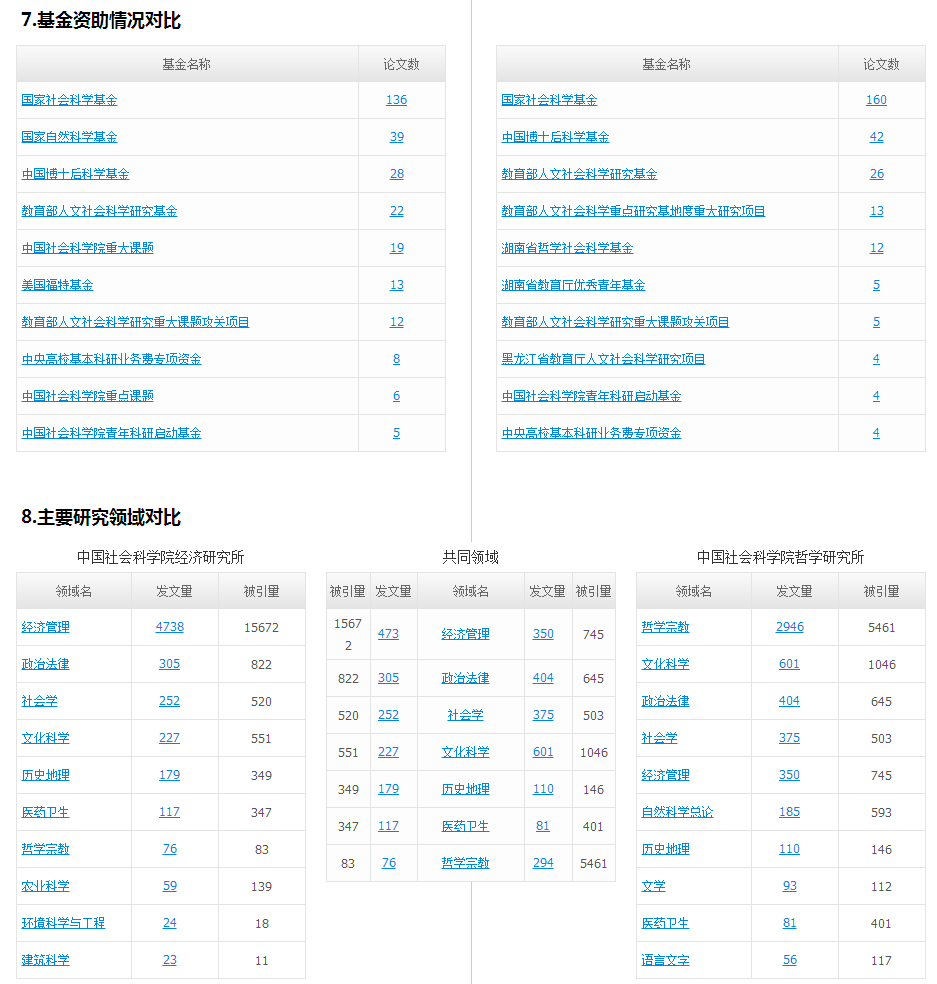 7.基金资助情况对比
基金名称 论文数
国家社会科学基金 136
国家自然科学基金 39
中国博士后科学基金 28
教育部人文社会科学研究基金 22
中国社会科学院重大课题 19
美国福特基金 13
教育部人文社会科学研究重大课题攻关项目 12
中央高校基本科研业务费专项资金 8
中国社会科学院重点课题 6
中国社会科学院青年科研启动基金 5
基金名称 论文数
国家社会科学基金 160
中国博士后科学基金 42
教育部人文社会科学研究基金 26
教育部人文社会科学重点研究基地度重大研究项目 13
湖南省哲学社会科学基金 12
湖南省教育厅优秀青年基金 5
教育部人文社会科学研究重大课题攻关项目 5
黑龙江省教育厅人文社会科学研究项目 4
中国社会科学院青年科研启动基金 4
中央高校基本科研业务费专项资金 4
8.主要研究领域对比
中国社会科学院经济研究所
领域名 发文量 被引量
经济管理 4738 15672
政治法律 305 822
社会学 252 520
文化科学 227 551
历史地理 179 349
医药卫生 117 347
哲学宗教 76 83
农业科学 59 139
环境科学与工程 24 18
建筑科学 23 11
共同领域
被引量 发文量 领域名 发文量 被引量
1567
2 473 经济管理 350 745
822 305 政治法律 404 645
520 252 社会学 375 503
551 227 文化科学 601 1046
349 179 历史地理 110 146
347 117 医药卫生 81 401
83 76 哲学宗教 294 5461
中国社会科学院哲学研究所
领域名 发文量 被引量
哲学宗教 2946 5461
文化科学 601 1046
政治法律 404 645
社会学 375 503
经济管理 350 745
自然科学总论 185 593
历史地理 110 146
文学 93 112
医药卫生 81 401
语言文字 56 117